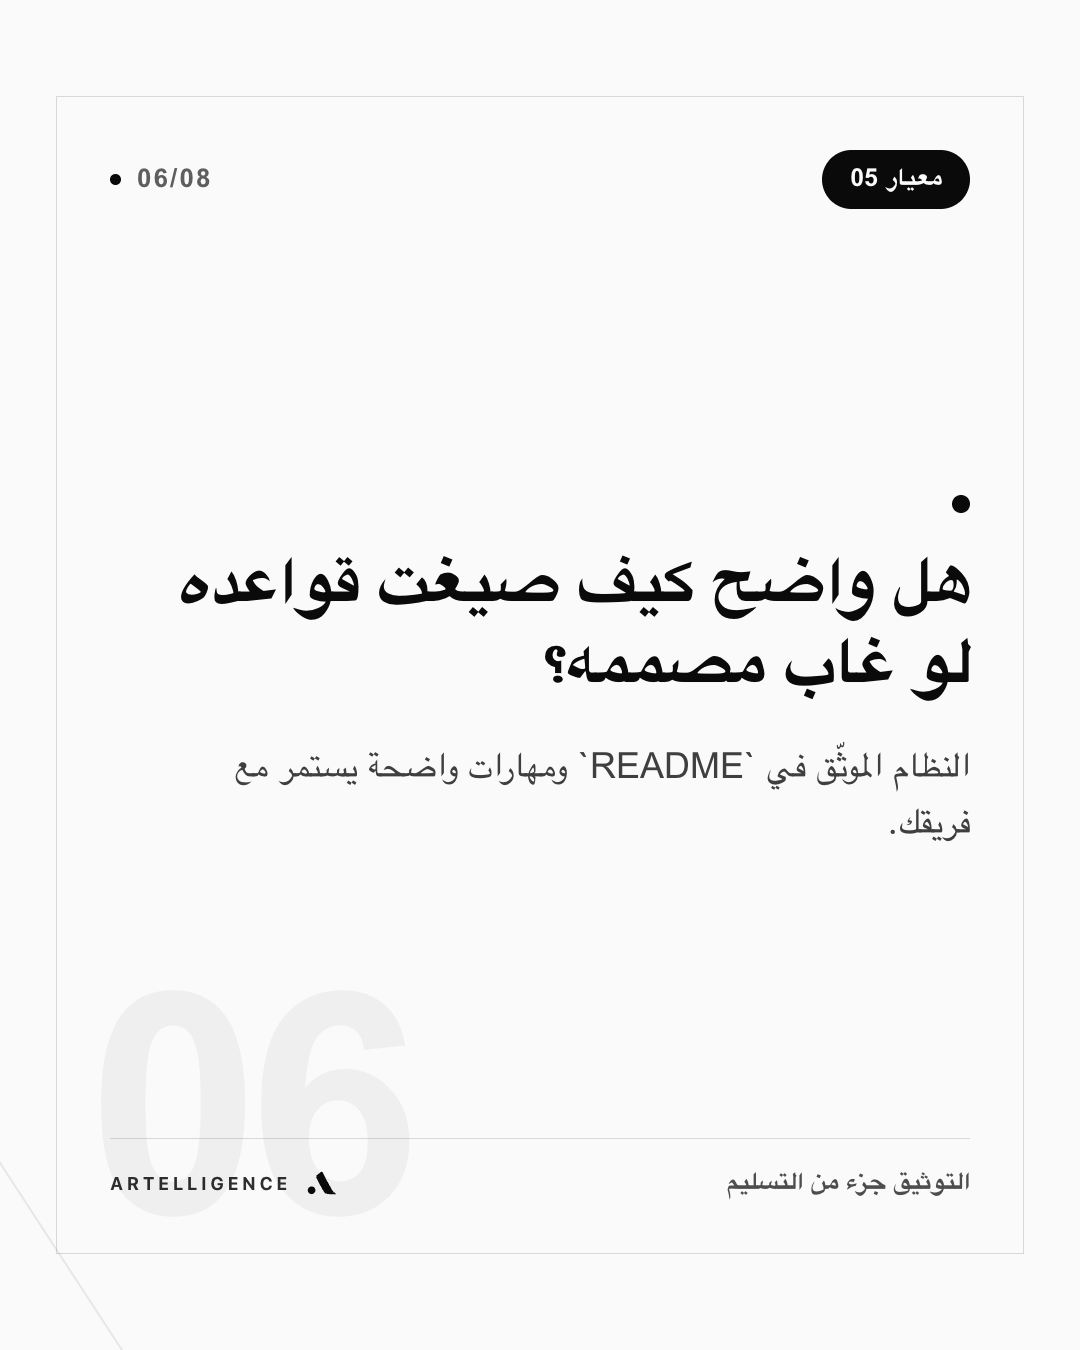 معيار 05
06/08
هل واضح كيف صيغت قواعده
لو غاب مصممه؟
النظام الموثّق في `README` ومهارات واضحة يستمر مع
فريقك.
06
التوثيق جزء من التسليم
ARTELLIGENCE